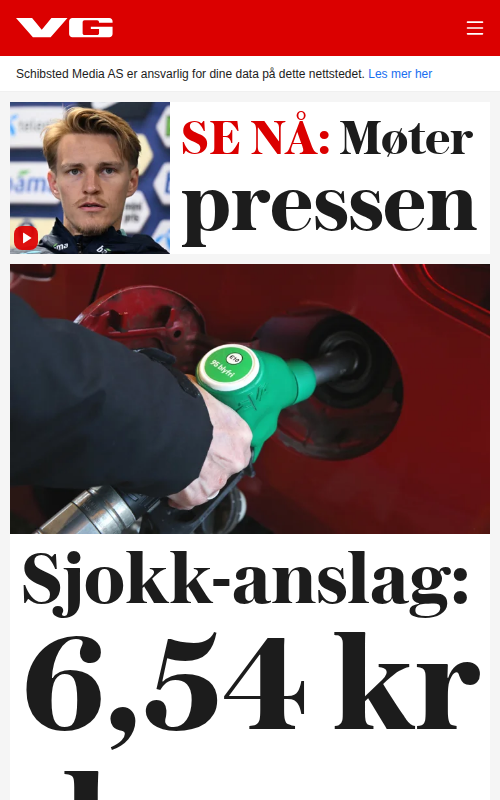 VG
Schibsted Media AS er ansvarlig for dine data på dette nettstedet. Les mer her
SE NÅ: Møter
pressen
E10
95 blyfri
Sjokk-anslag:
6,54 kr